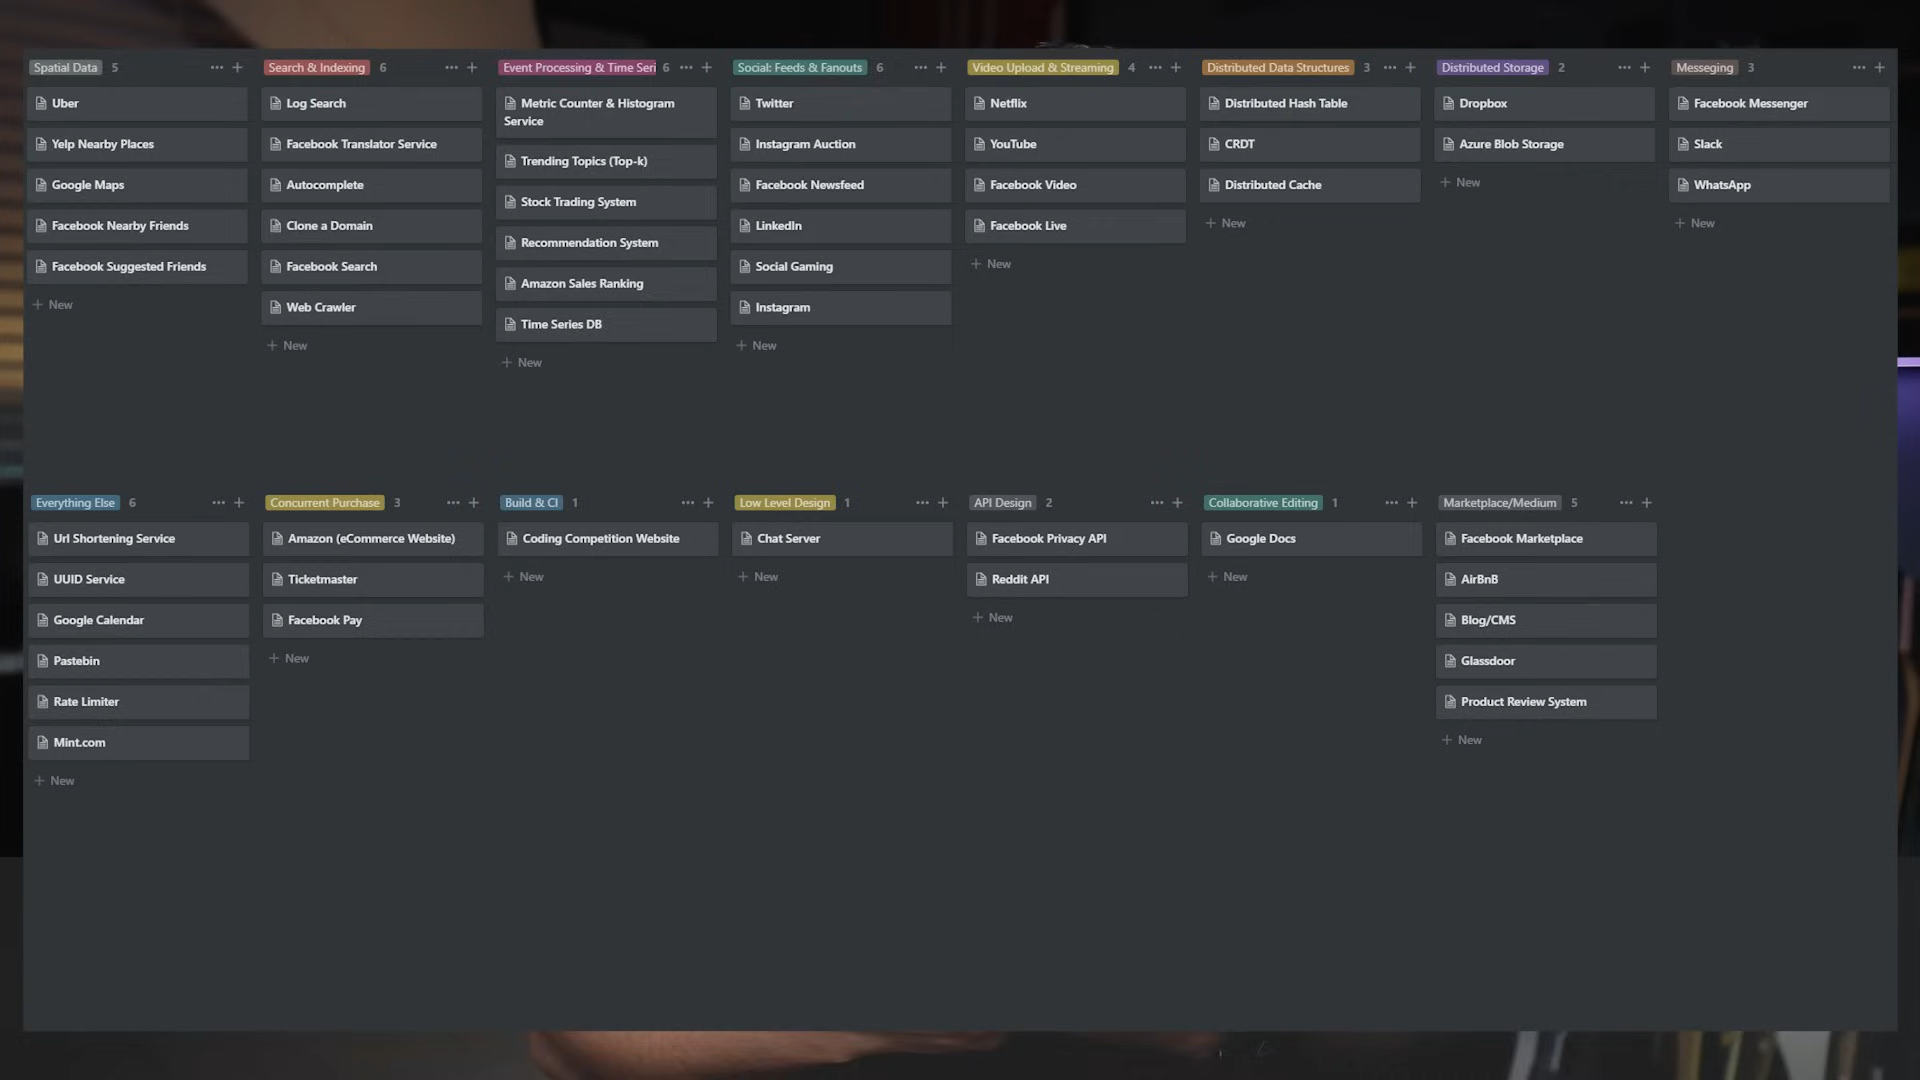 Spatial Data 5
Uber
Yelp Nearby Places
Google Maps
Facebook Nearby Friends
Facebook Suggested Friends
New
Search & Indexing 6
Log Search
Facebook Translator Service
Autocomplete
Clone a Domain
Facebook Search
Web Crawler
New
Event Processing & Time Seri 6
Metric Counter & Histogram
Service
Trending Topics (Top-k)
Stock Trading System
Recommendation System
Amazon Sales Ranking
Time Series DB
New
Social: Feeds & Fanouts 6
Twitter
Instagram Auction
Facebook Newsfeed
LinkedIn
Social Gaming
Instagram
New
Video Upload & Streaming 4
Netflix
YouTube
Facebook Video
Facebook Live
New
Distributed Data Structures 3
Distributed Hash Table
CRDT
Distributed Cache
New
Distributed Storage 2
Dropbox
Azure Blob Storage
New
Messeging 3
Facebook Messenger
Slack
WhatsApp
New
Everything Else 6
Url Shortening Service
UUID Service
Google Calendar
Pastebin
Rate Limiter
Mint.com
New
Concurrent Purchase 3
Amazon (eCommerce Website)
Ticketmaster
Facebook Pay
New
Build & CI 1
Coding Competition Website
New
Low Level Design 1
Chat Server
New
API Design 2
Facebook Privacy API
Reddit API
New
Collaborative Editing 1
Google Docs
New
Marketplace/Medium 5
Facebook Marketplace
AirBnB
Blog/CMS
Glassdoor
Product Review System
New